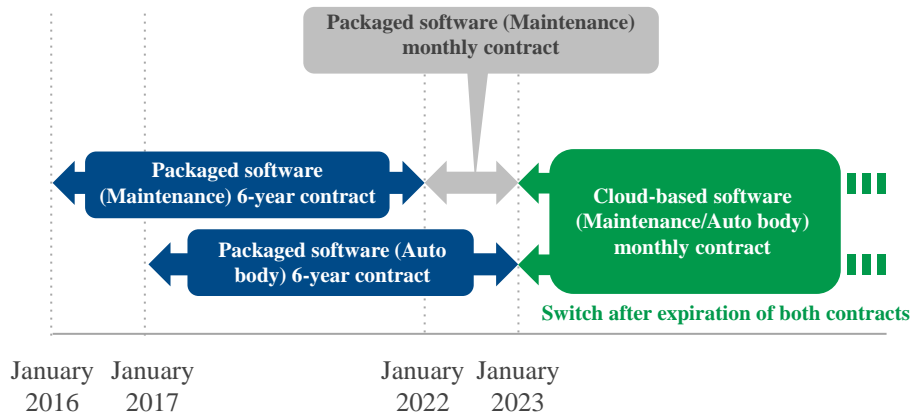 Packaged software (Maintenance)
monthly contract
Packaged software
(Maintenance) 6-year contract
Cloud-based software
(Maintenance/Auto body)
monthly contract
Packaged software (Auto
body) 6-year contract
Switch after expiration of both contracts
January
2016
January
2017
January
2022
January
2023